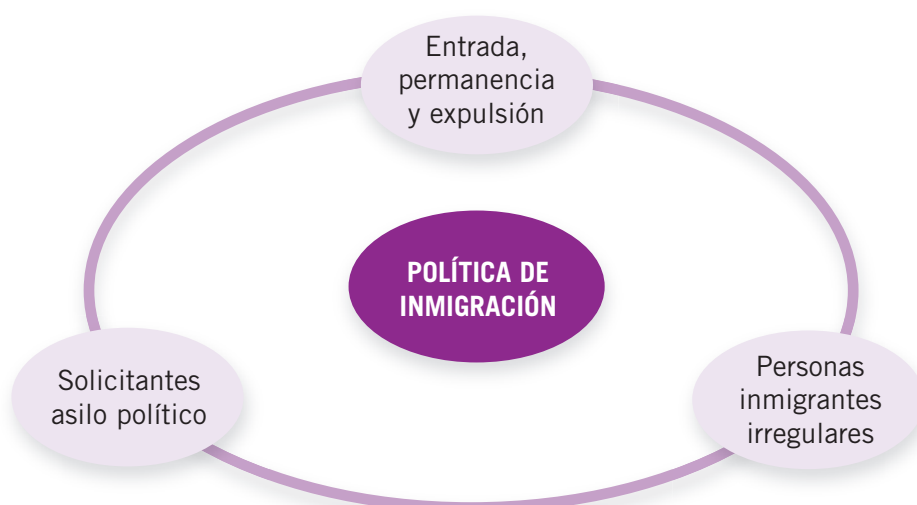 Entrada,
permanencia
y expulsión
POLÍTICA DE
INMIGRACIÓN
Solicitantes
asilo político
Personas
inmigrantes
irregulares